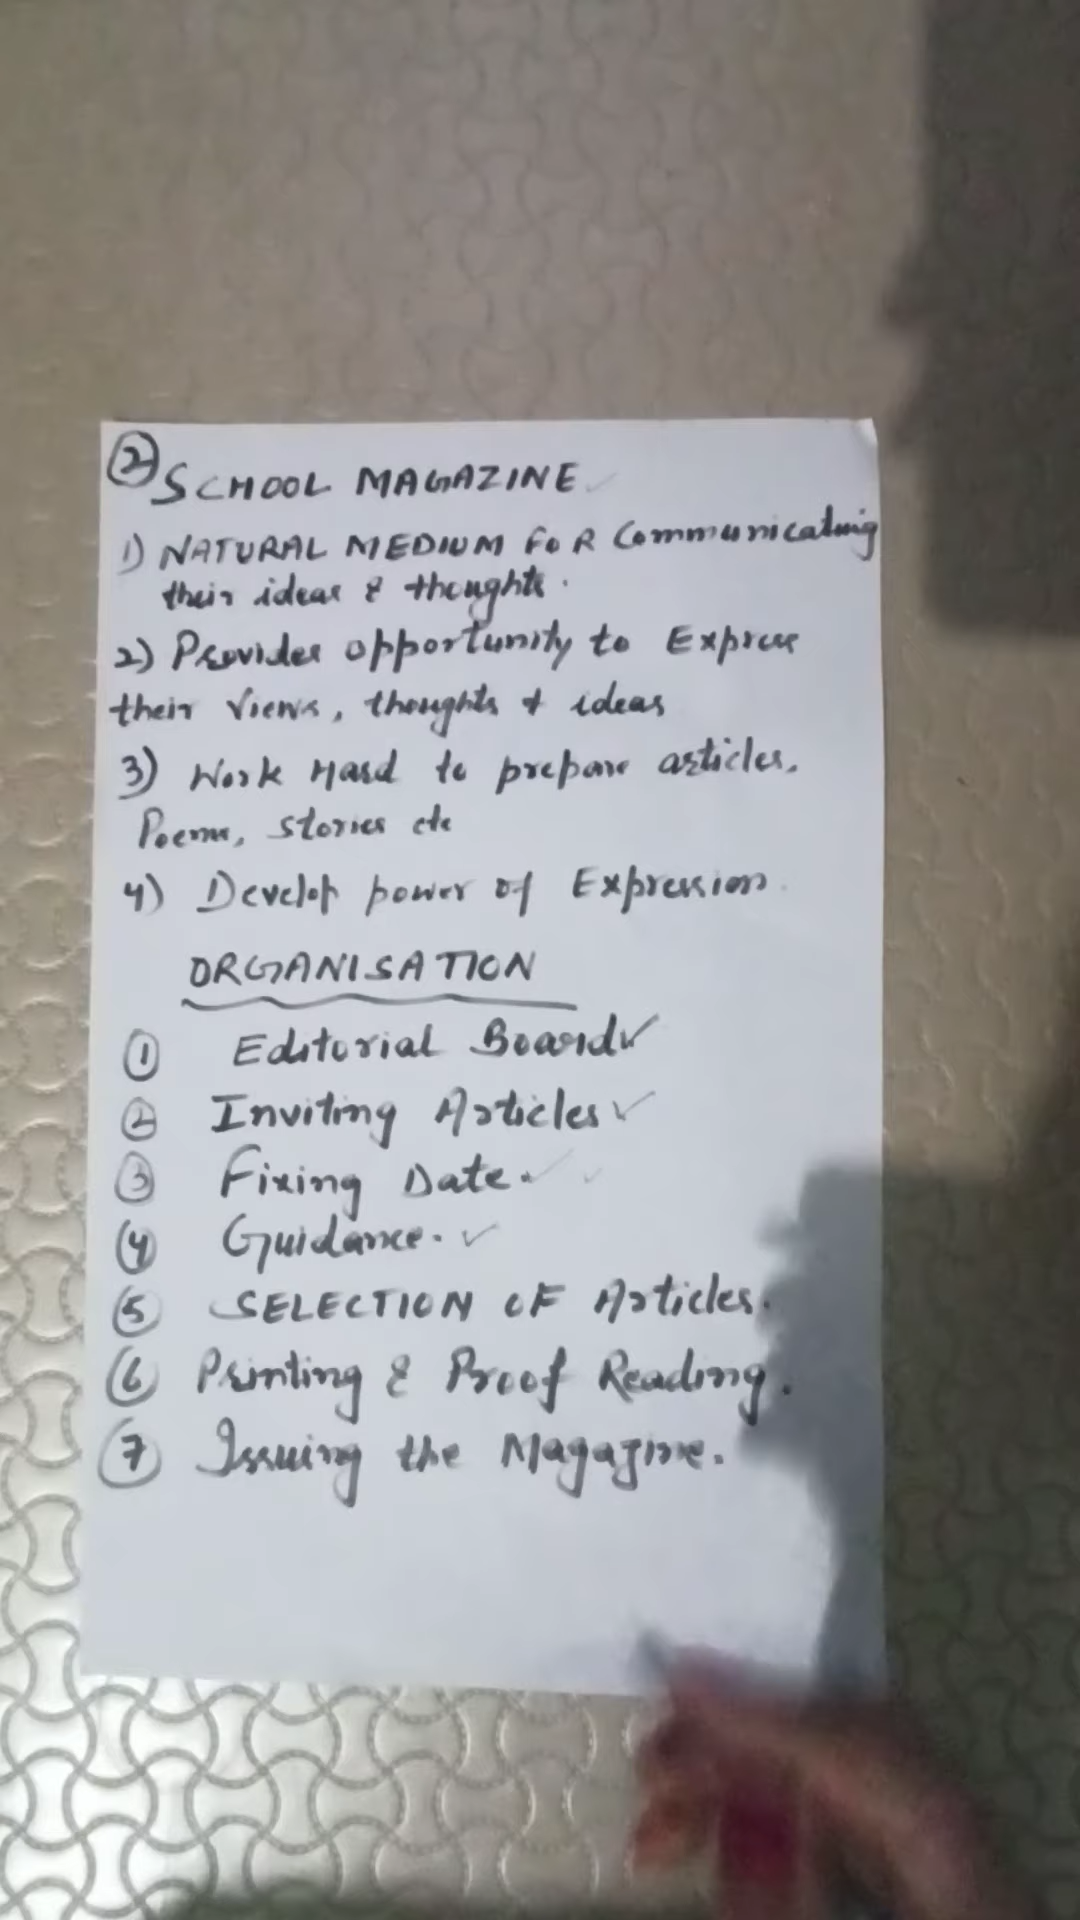 ② SCHOOL MAGAZINE
1) NATURAL MEDIUM FOR Communicating
their ideas & thoughts.
2) Provides opportunity to Express
their Views, thoughts & ideas
3) Work Hard to prepare articles,
Poems, stories etc
4) Develop power of Expression.
ORGANISATION
① Editorial Board ✓
② Inviting Articles ✓
③ Fixing Date. ✓
④ Guidance. ✓
⑤ SELECTION OF Articles.
⑥ Printing & Proof Reading.
⑦ Issuing the Magazine.